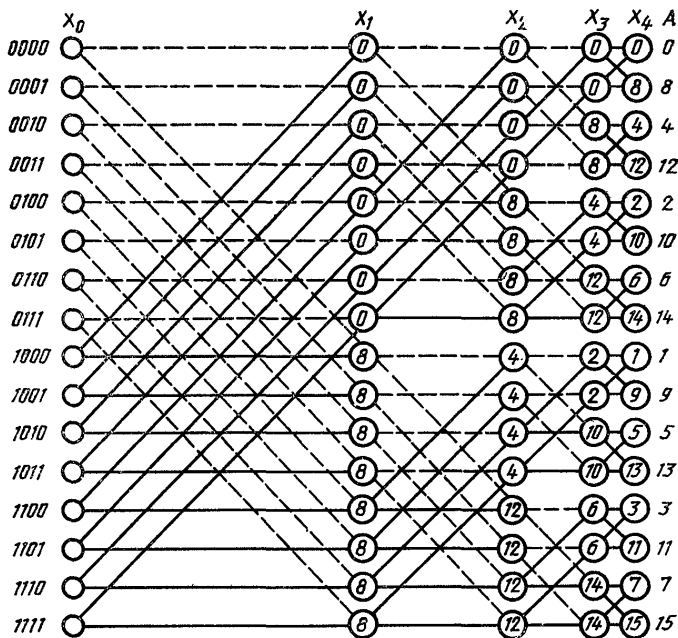 X₀ X₁ X₂ X₃ X₄ A
0000 0 0 0 0 0
0001 0 0 0 8 8
0010 0 0 8 4 4
0011 0 0 8 12 12
0100 0 8 4 2 2
0101 0 8 4 10 10
0110 0 8 12 6 6
0111 0 8 12 14 14
1000 8 4 2 1 1
1001 8 4 2 9 9
1010 8 4 10 5 5
1011 8 4 10 13 13
1100 8 12 6 3 3
1101 8 12 6 11 11
1110 8 12 14 7 7
1111 8 12 14 15 15